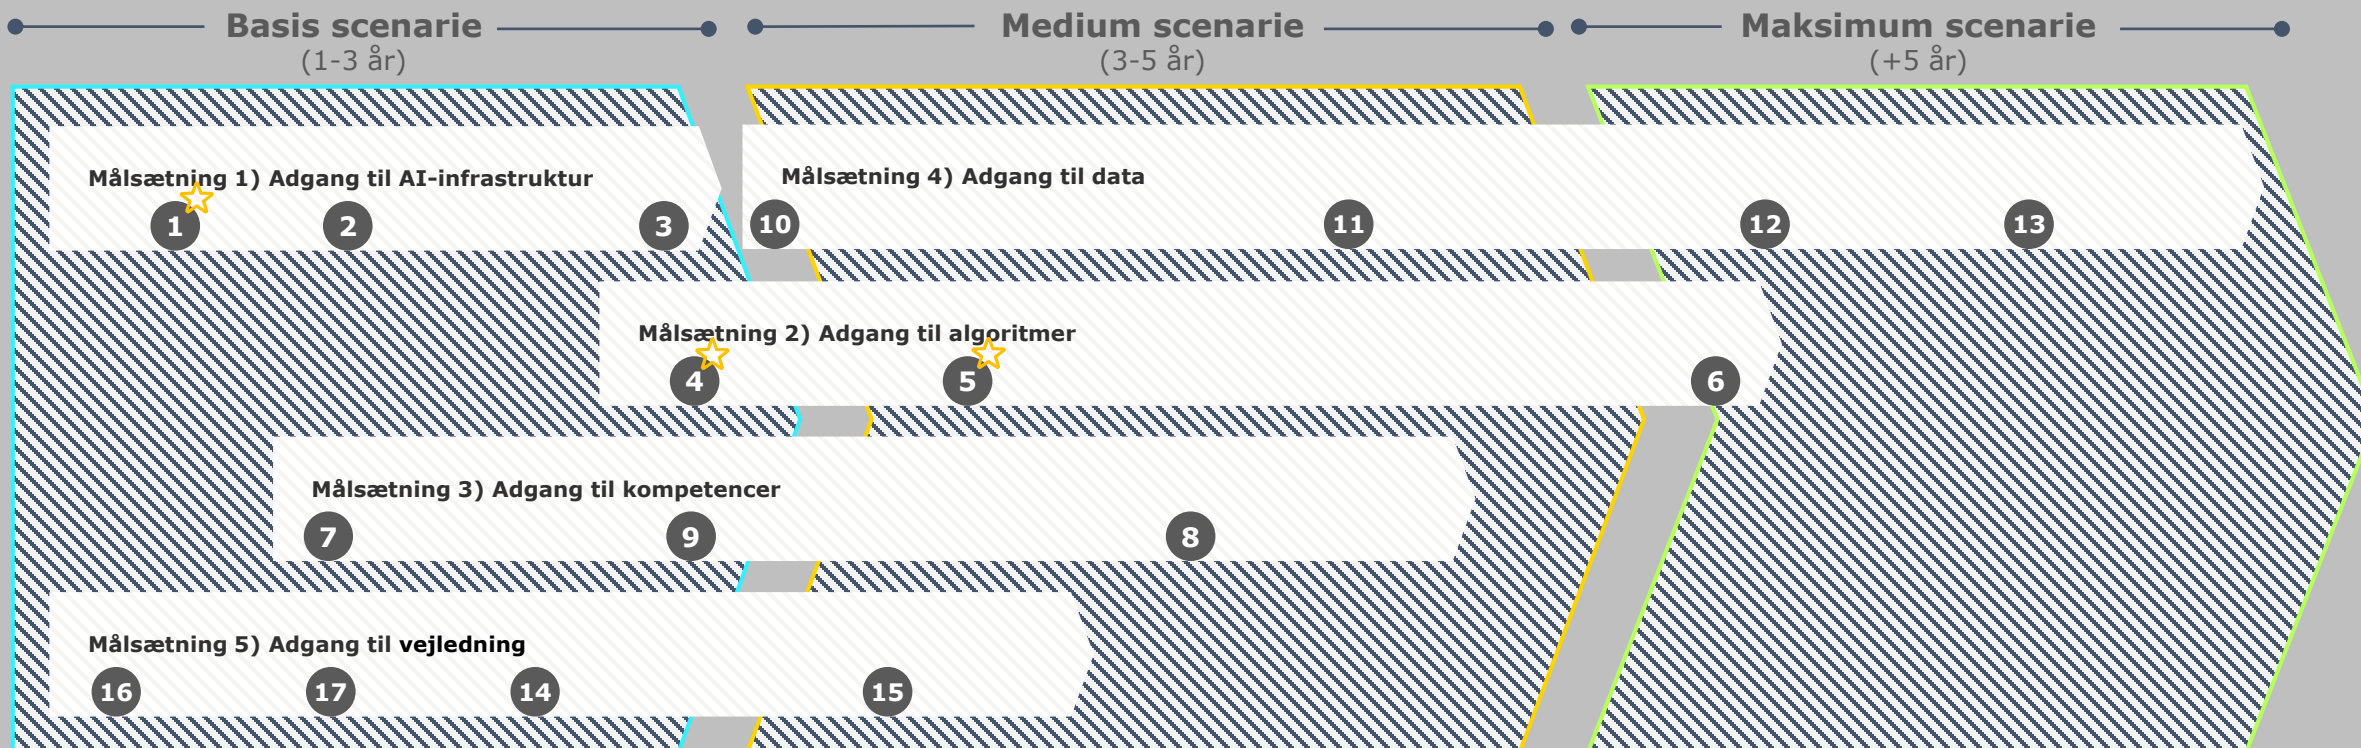 Basis scenarie
(1-3 år)
Medium scenarie
(3-5 år)
Maksimum scenarie
(+5 år)
Målsætning 1) Adgang til AI-infrastruktur
1 2 3
Målsætning 4) Adgang til data
10 11 12 13
Målsætning 2) Adgang til algoritmer
4 5 6
Målsætning 3) Adgang til kompetencer
7 9 8
Målsætning 5) Adgang til vejledning
16 17 14 15